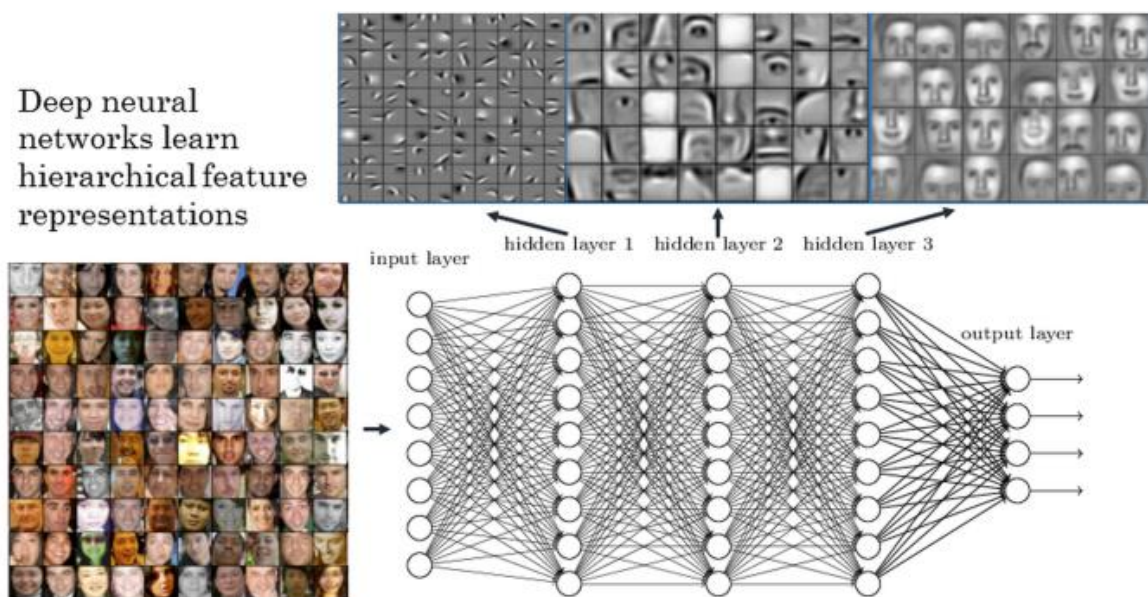 Deep neural
networks learn
hierarchical feature
representations
hidden layer 1 hidden layer 2 hidden layer 3
input layer
output layer